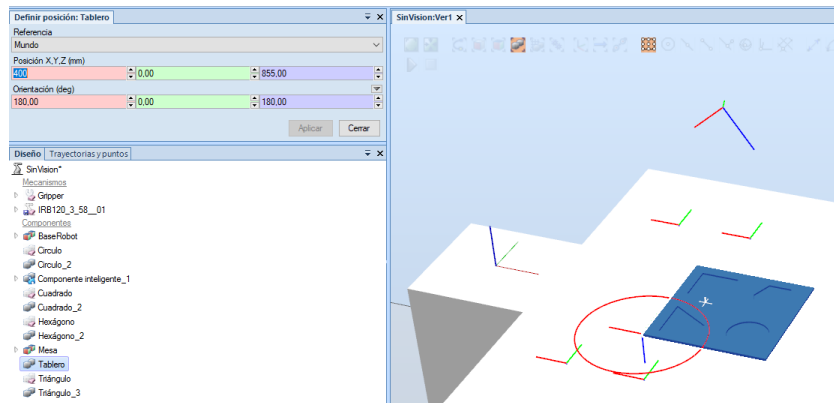 Definir posición: Tablero
Referencia
Mundo
Posición X,Y,Z (mm)
400 0,00 855,00
Orientación (deg)
180,00 0,00 180,00
Aplicar Cerrar
Diseño Trayectorias y puntos
SinVision*
Mecanismos
Gripper
IRB120_3_58__01
Componentes
BaseRobot
Circulo
Circulo_2
Componente inteligente_1
Cuadrado
Cuadrado_2
Hexágono
Hexágono_2
Mesa
Tablero
Triángulo
Triángulo_3
SinVision:Ver1